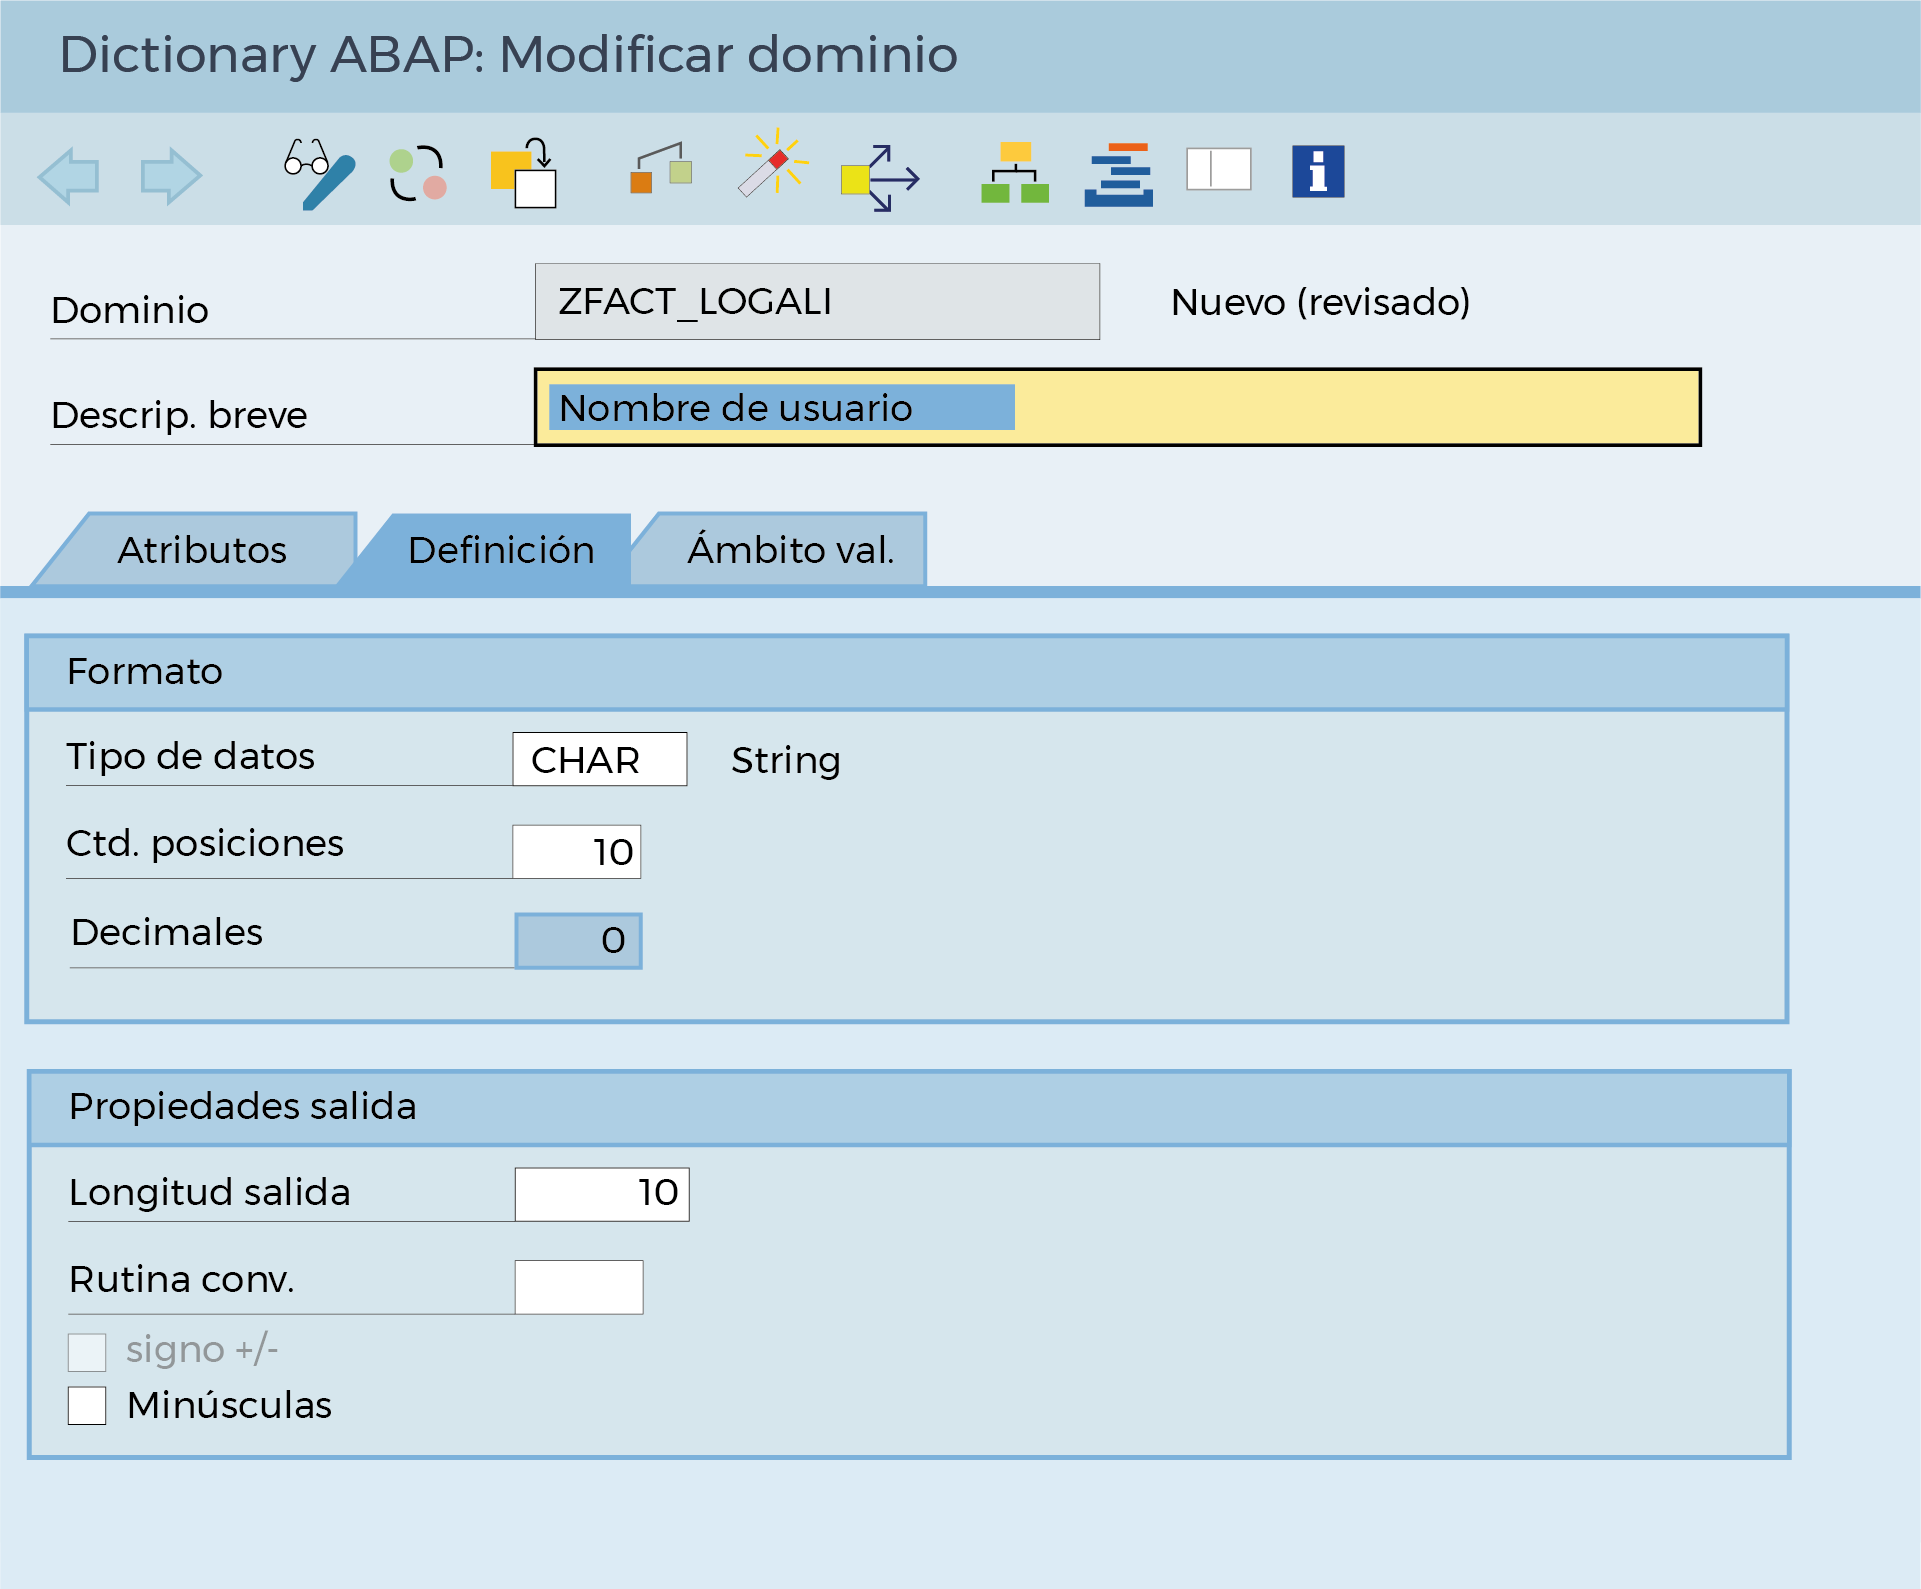 Dictionary ABAP: Modificar dominio
Dominio ZFACT_LOGALI Nuevo (revisado)
Descrip. breve Nombre de usuario
Atributos Definición Ámbito val.
Formato
Tipo de datos CHAR String
Ctd. posiciones 10
Decimales 0
Propiedades salida
Longitud salida 10
Rutina conv.
signo +/-
Minúsculas